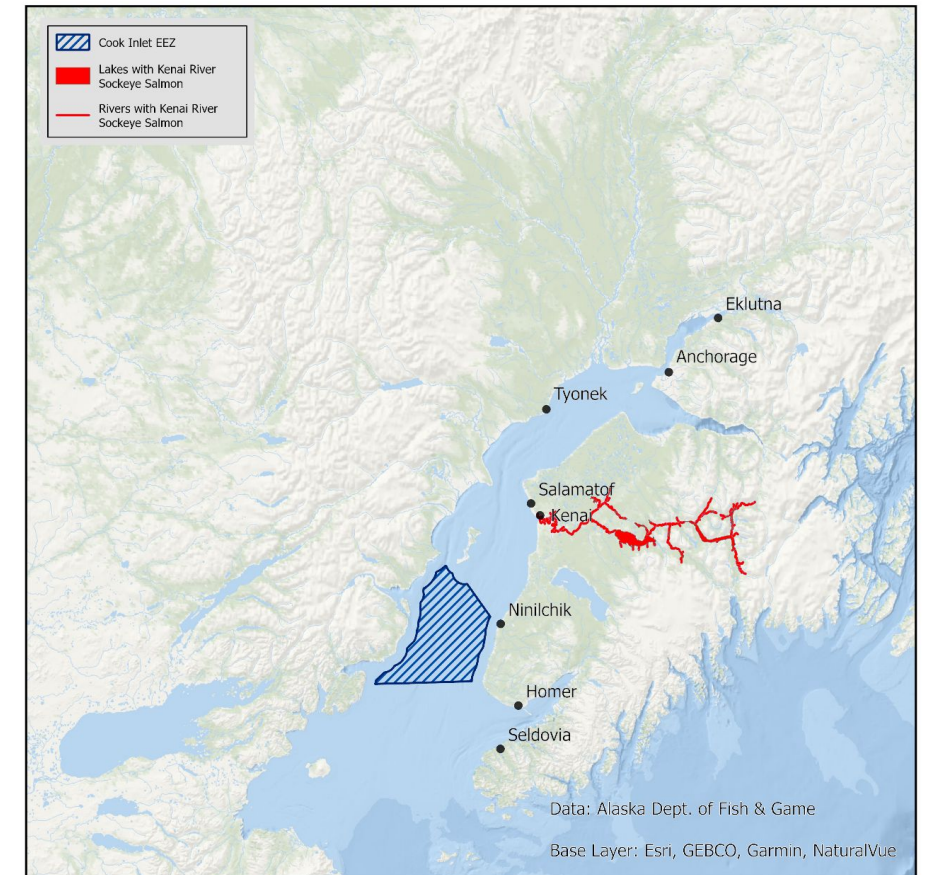 Cook Inlet EEZ
Lakes with Kenai River
Sockeye Salmon
Rivers with Kenai River
Sockeye Salmon
Eklutna
Anchorage
Tyonek
Salamatof
Kenai
Ninilchik
Homer
Seldovia
Data: Alaska Dept. of Fish & Game
Base Layer: Esri, GEBCO, Garmin, NaturalVue